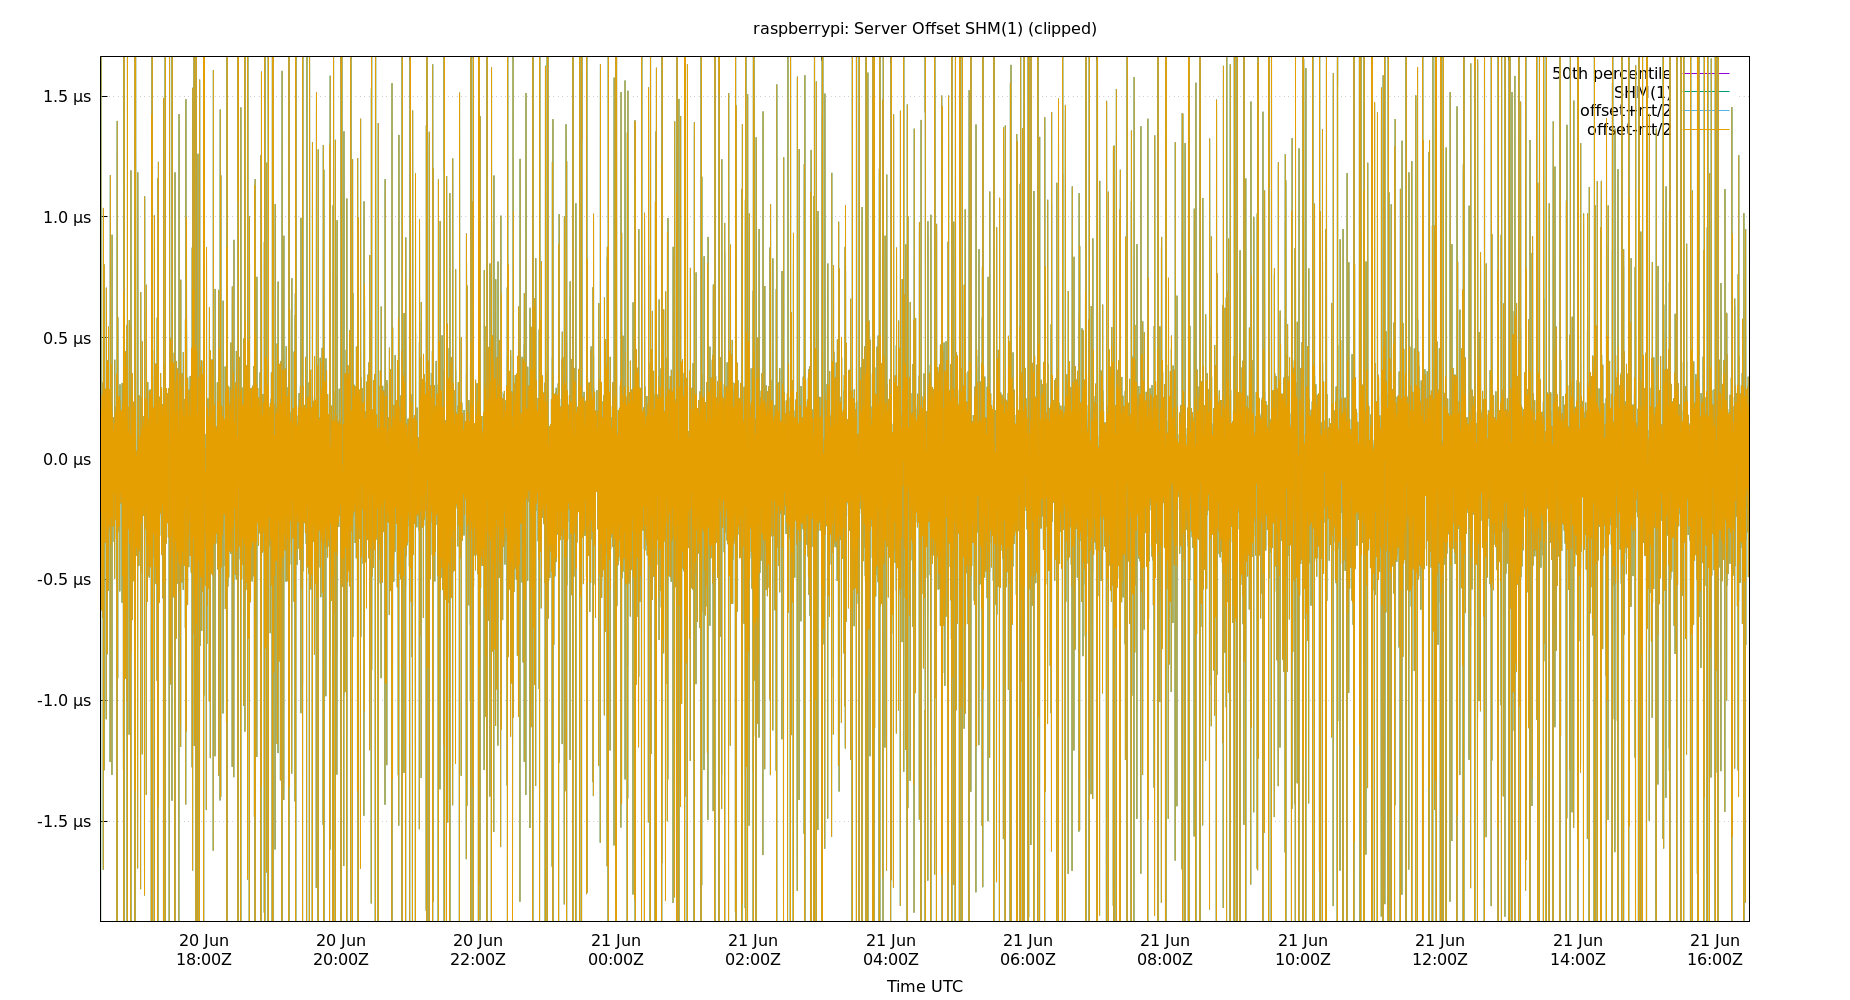 raspberrypi: Server Offset SHM(1) (clipped)
50th percentile
SHM(1)
offset+rtt/2
offset-rtt/2
1.5 µs
1.0 µs
0.5 µs
0.0 µs
-0.5 µs
-1.0 µs
-1.5 µs
20 Jun 20 Jun 20 Jun 21 Jun 21 Jun 21 Jun 21 Jun 21 Jun 21 Jun 21 Jun 21 Jun 21 Jun
18:00Z 20:00Z 22:00Z 00:00Z 02:00Z 04:00Z 06:00Z 08:00Z 10:00Z 12:00Z 14:00Z 16:00Z
Time UTC